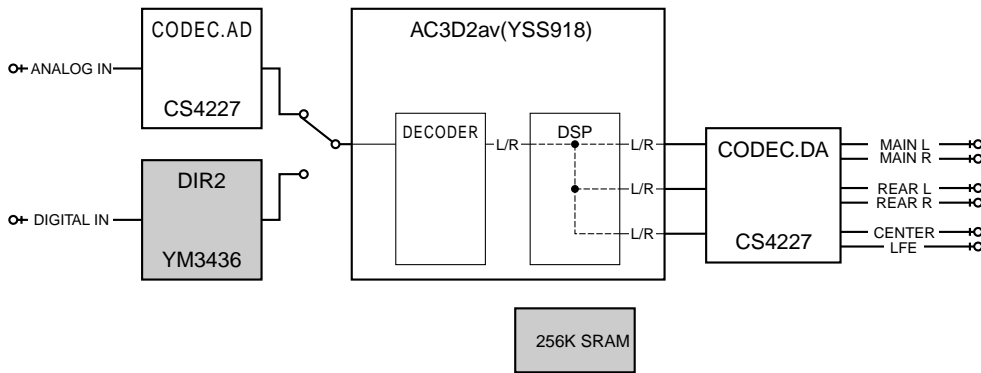 CODEC.AD
CS4227
ANALOG IN
DIR2
YM3436
DIGITAL IN
AC3D2av(YSS918)
DECODER
L/R
DSP
L/R
L/R
L/R
CODEC.DA
CS4227
MAIN L
MAIN R
REAR L
REAR R
CENTER
LFE
256K SRAM